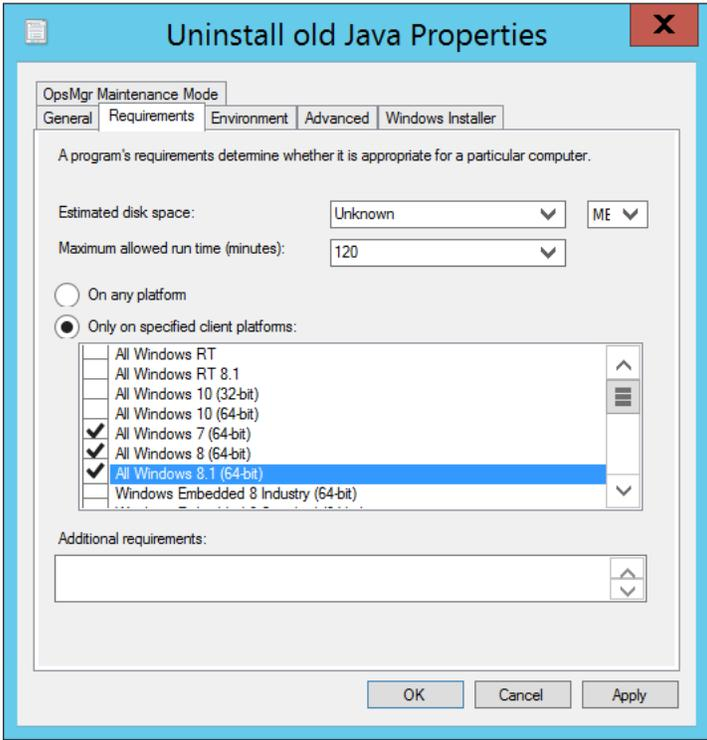 Uninstall old Java Properties
X
OpsMgr Maintenance Mode
General Requirements Environment Advanced Windows Installer
A program's requirements determine whether it is appropriate for a particular computer.
Estimated disk space: Unknown ME
Maximum allowed run time (minutes): 120
On any platform
Only on specified client platforms:
All Windows RT
All Windows RT 8.1
All Windows 10 (32-bit)
All Windows 10 (64-bit)
All Windows 7 (64-bit)
All Windows 8 (64-bit)
All Windows 8.1 (64-bit)
Windows Embedded 8 Industry (64-bit)
Additional requirements:
OK Cancel Apply